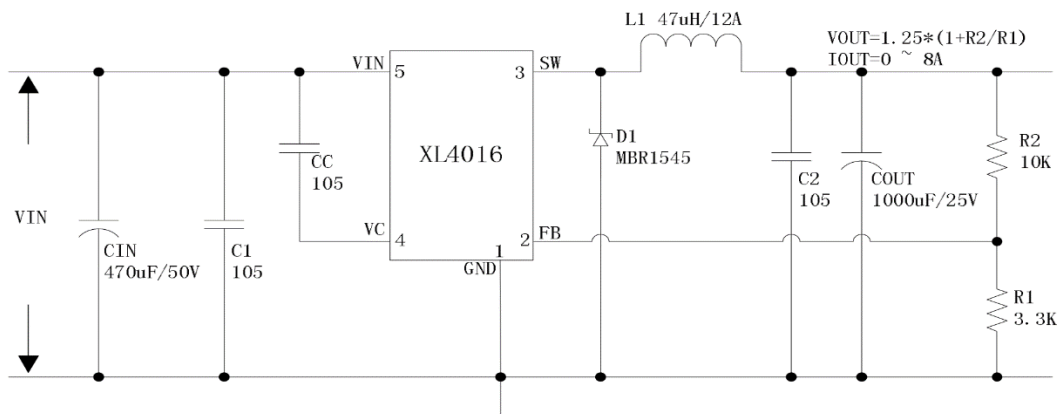 L1 47uH/12A
VOUT=1.25*(1+R2/R1)
IOUT=0 ~ 8A
VIN
5
3
SW
CC
105
XL4016
D1
MBR1545
R2
10K
C2
105
COUT
1000uF/25V
VIN
VC
4
2
FB
1
GND
CIN
470uF/50V
C1
105
R1
3.3K